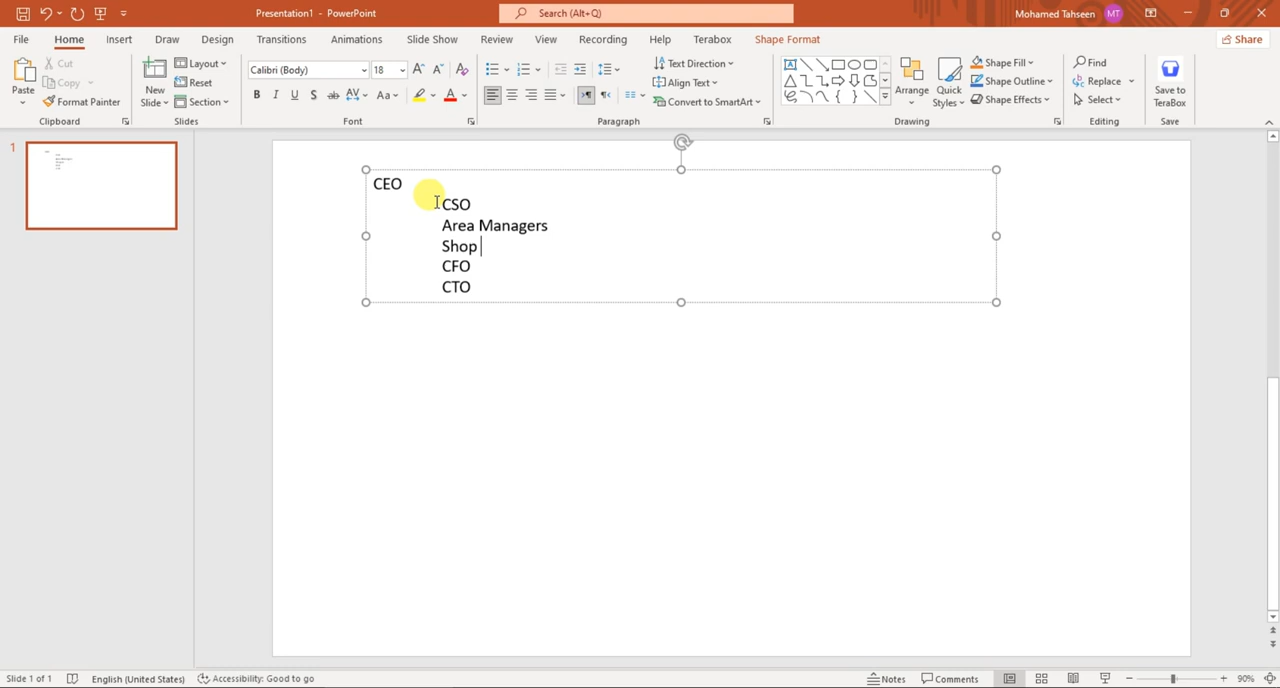 Presentation1 - PowerPoint
Search (Alt+Q)
Mohamed Tahseen
MT
File Home Insert Draw Design Transitions Animations Slide Show Review View Recording Help Terabox Shape Format
Share
Paste
Cut
Copy
Format Painter
Clipboard
New Slide
Layout
Reset
Section
Slides
Calibri (Body) 18
Font
Paragraph
Text Direction
Align Text
Convert to SmartArt
Arrange
Quick Styles
Shape Fill
Shape Outline
Shape Effects
Drawing
Find
Replace
Select
Editing
Save to TeraBox
Save
1
CEO
CSO
Area Managers
Shop
CFO
CTO
Slide 1 of 1 English (United States) Accessibility: Good to go Notes Comments 90%